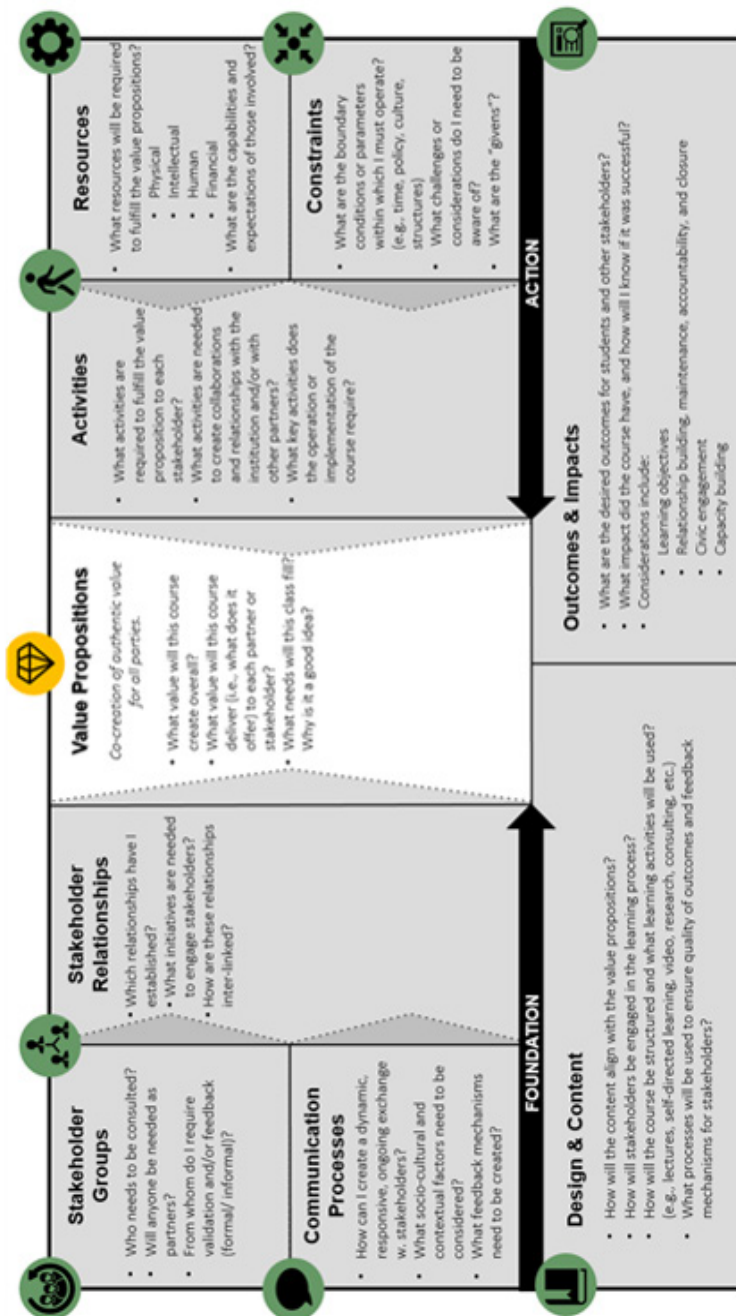 Stakeholder
Groups
• Who needs to be consulted?
• Will anyone be needed as
partners?
• From whom do I require
validation and/or feedback
(formal/ informal)?
Communication
Processes
• How can I create a dynamic,
responsive, ongoing exchange
w. stakeholders?
• What socio-cultural and
contextual factors need to be
considered?
• What feedback mechanisms
need to be created?
Stakeholder
Relationships
• Which relationships have I
established?
• What initiatives are needed
to engage stakeholders?
• How are these relationships
inter-linked?
FOUNDATION
Value Propositions
Co-creation of authentic value
for all parties.
• What value will this course
create overall?
• What value will this course
deliver (i.e., what does it
offer) to each partner or
stakeholder?
• What needs will this class fill?
Why is it a good idea?
Activities
• What activities are
required to fulfill the value
proposition to each
stakeholder?
• What activities are needed
to create collaborations
and relationships with the
institution and/or with
other partners?
• What key activities does
the operation or
implementation of the
course require?
Resources
• What resources will be required
to fulfill the value propositions?
• Physical
• Intellectual
• Human
• Financial
• What are the capabilities and
expectations of those involved?
Constraints
• What are the boundary
conditions or parameters
within which I must operate?
(e.g., time, policy, culture,
structures)
• What challenges or
considerations do I need to be
aware of?
• What are the "givens"?
ACTION
Design & Content
• How will the content align with the value propositions?
• How will stakeholders be engaged in the learning process?
• How will the course be structured and what learning activities will be used?
(e.g., lectures, self-directed learning, video, research, consulting, etc.)
• What processes will be used to ensure quality of outcomes and feedback
mechanisms for stakeholders?
Outcomes & Impacts
• What are the desired outcomes for students and other stakeholders?
• What impact did the course have, and how will I know if it was successful?
• Considerations include:
• Learning objectives
• Relationship building, maintenance, accountability, and closure
• Civic engagement
• Capacity building